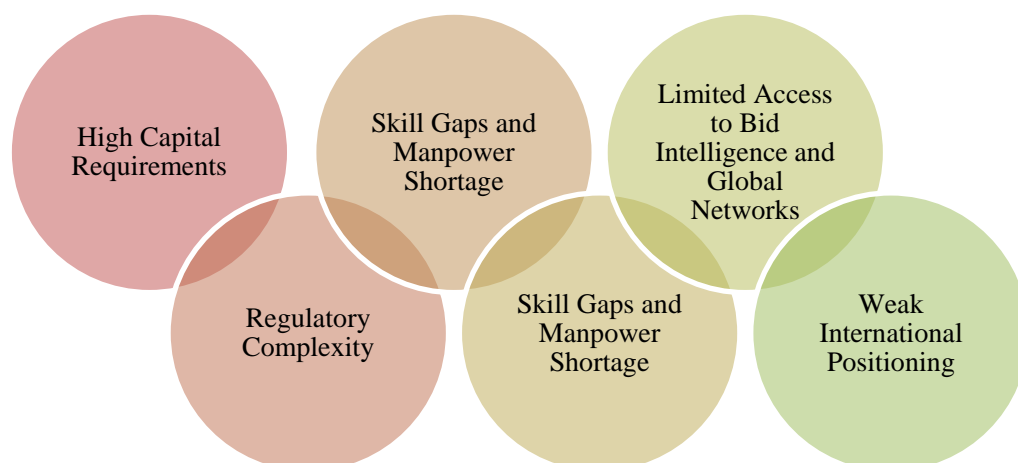 High Capital
Requirements
Regulatory
Complexity
Skill Gaps and
Manpower
Shortage
Skill Gaps and
Manpower
Shortage
Limited Access
to Bid
Intelligence and
Global
Networks
Weak
International
Positioning